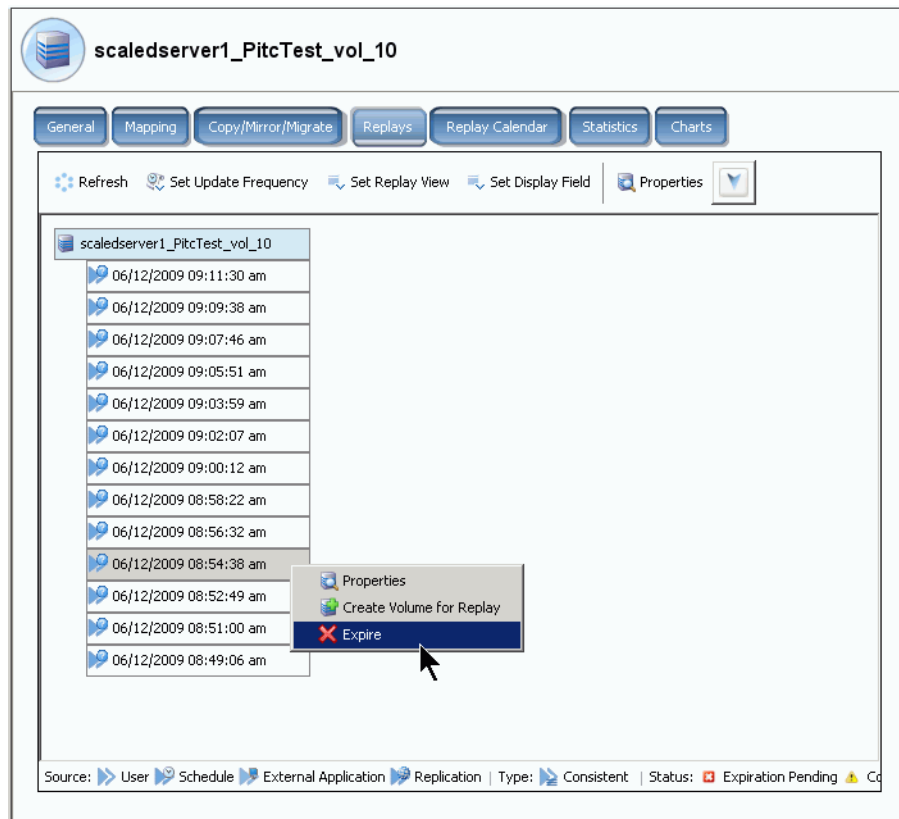 scaledserver1_PitcTest_vol_10
General Mapping Copy/Mirror/Migrate Replays Replay Calendar Statistics Charts
Refresh Set Update Frequency Set Replay View Set Display Field Properties
scaledserver1_PitcTest_vol_10
06/12/2009 09:11:30 am
06/12/2009 09:09:38 am
06/12/2009 09:07:46 am
06/12/2009 09:05:51 am
06/12/2009 09:03:59 am
06/12/2009 09:02:07 am
06/12/2009 09:00:12 am
06/12/2009 08:58:22 am
06/12/2009 08:56:32 am
06/12/2009 08:54:38 am
Properties
06/12/2009 08:52:49 am
Create Volume for Replay
06/12/2009 08:51:00 am
Expire
06/12/2009 08:49:06 am
Source: User Schedule External Application Replication | Type: Consistent | Status: Expiration Pending